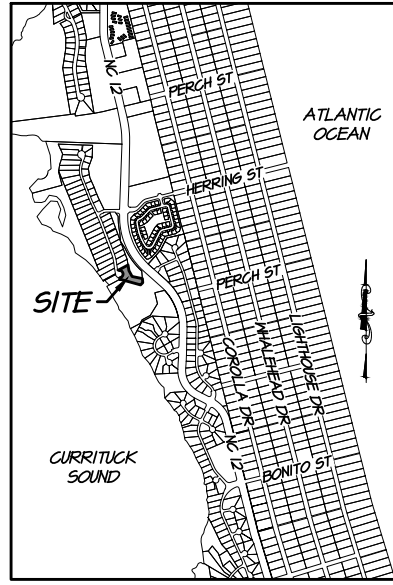 NC 12
PERCH ST
ATLANTIC
OCEAN
HERRING ST
SITE
PERCH ST
COROLLA DR
WHALEHEAD DR
LIGHTHOUSE DR
NC 12
CURRITUCK
SOUND
BONITO ST